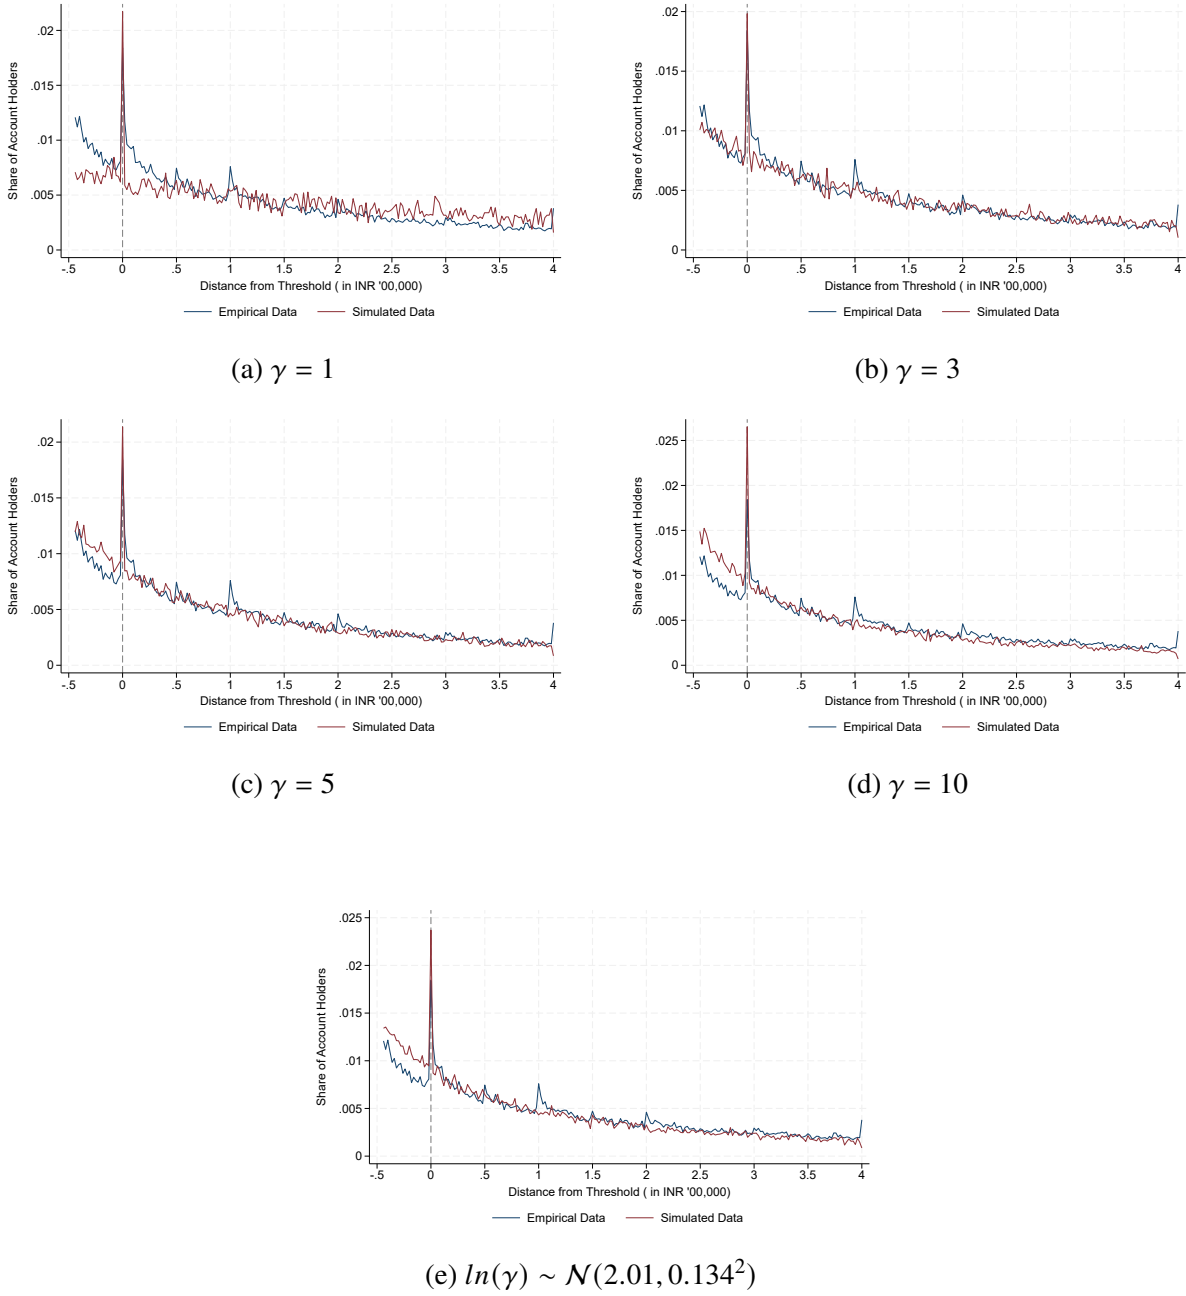 Share of Account Holders
.02
.015
.01
.005
0
-.5 0 .5 1 1.5 2 2.5 3 3.5 4
Distance from Threshold ( in INR '00,000)
Empirical Data Simulated Data
(a) γ = 1
Share of Account Holders
.02
.015
.01
.005
0
-.5 0 .5 1 1.5 2 2.5 3 3.5 4
Distance from Threshold ( in INR '00,000)
Empirical Data Simulated Data
(b) γ = 3
Share of Account Holders
.02
.015
.01
.005
0
-.5 0 .5 1 1.5 2 2.5 3 3.5 4
Distance from Threshold ( in INR '00,000)
Empirical Data Simulated Data
(c) γ = 5
Share of Account Holders
.025
.02
.015
.01
.005
0
-.5 0 .5 1 1.5 2 2.5 3 3.5 4
Distance from Threshold ( in INR '00,000)
Empirical Data Simulated Data
(d) γ = 10
Share of Account Holders
.025
.02
.015
.01
.005
0
-.5 0 .5 1 1.5 2 2.5 3 3.5 4
Distance from Threshold ( in INR '00,000)
Empirical Data Simulated Data
(e) ln(γ) ~ N(2.01, 0.134²)